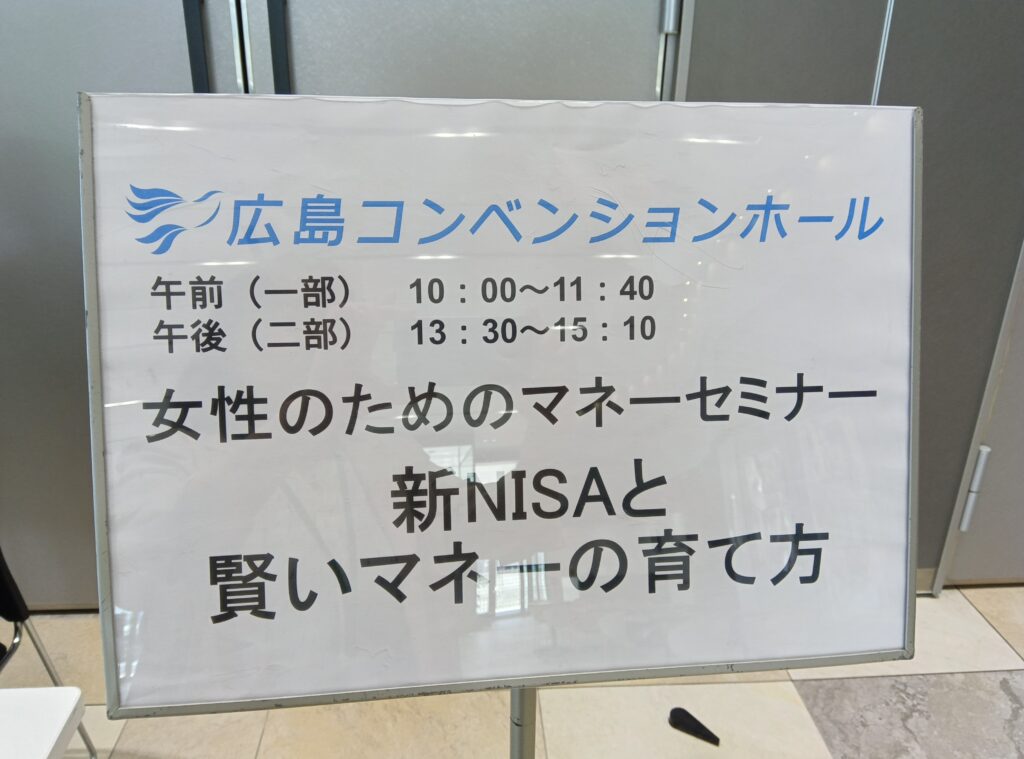 広島コンベンションホール
午前（一部） 10：00～11：40
午後（二部） 13：30～15：10
女性のためのマネーセミナー
新NISAと
賢いマネーの育て方